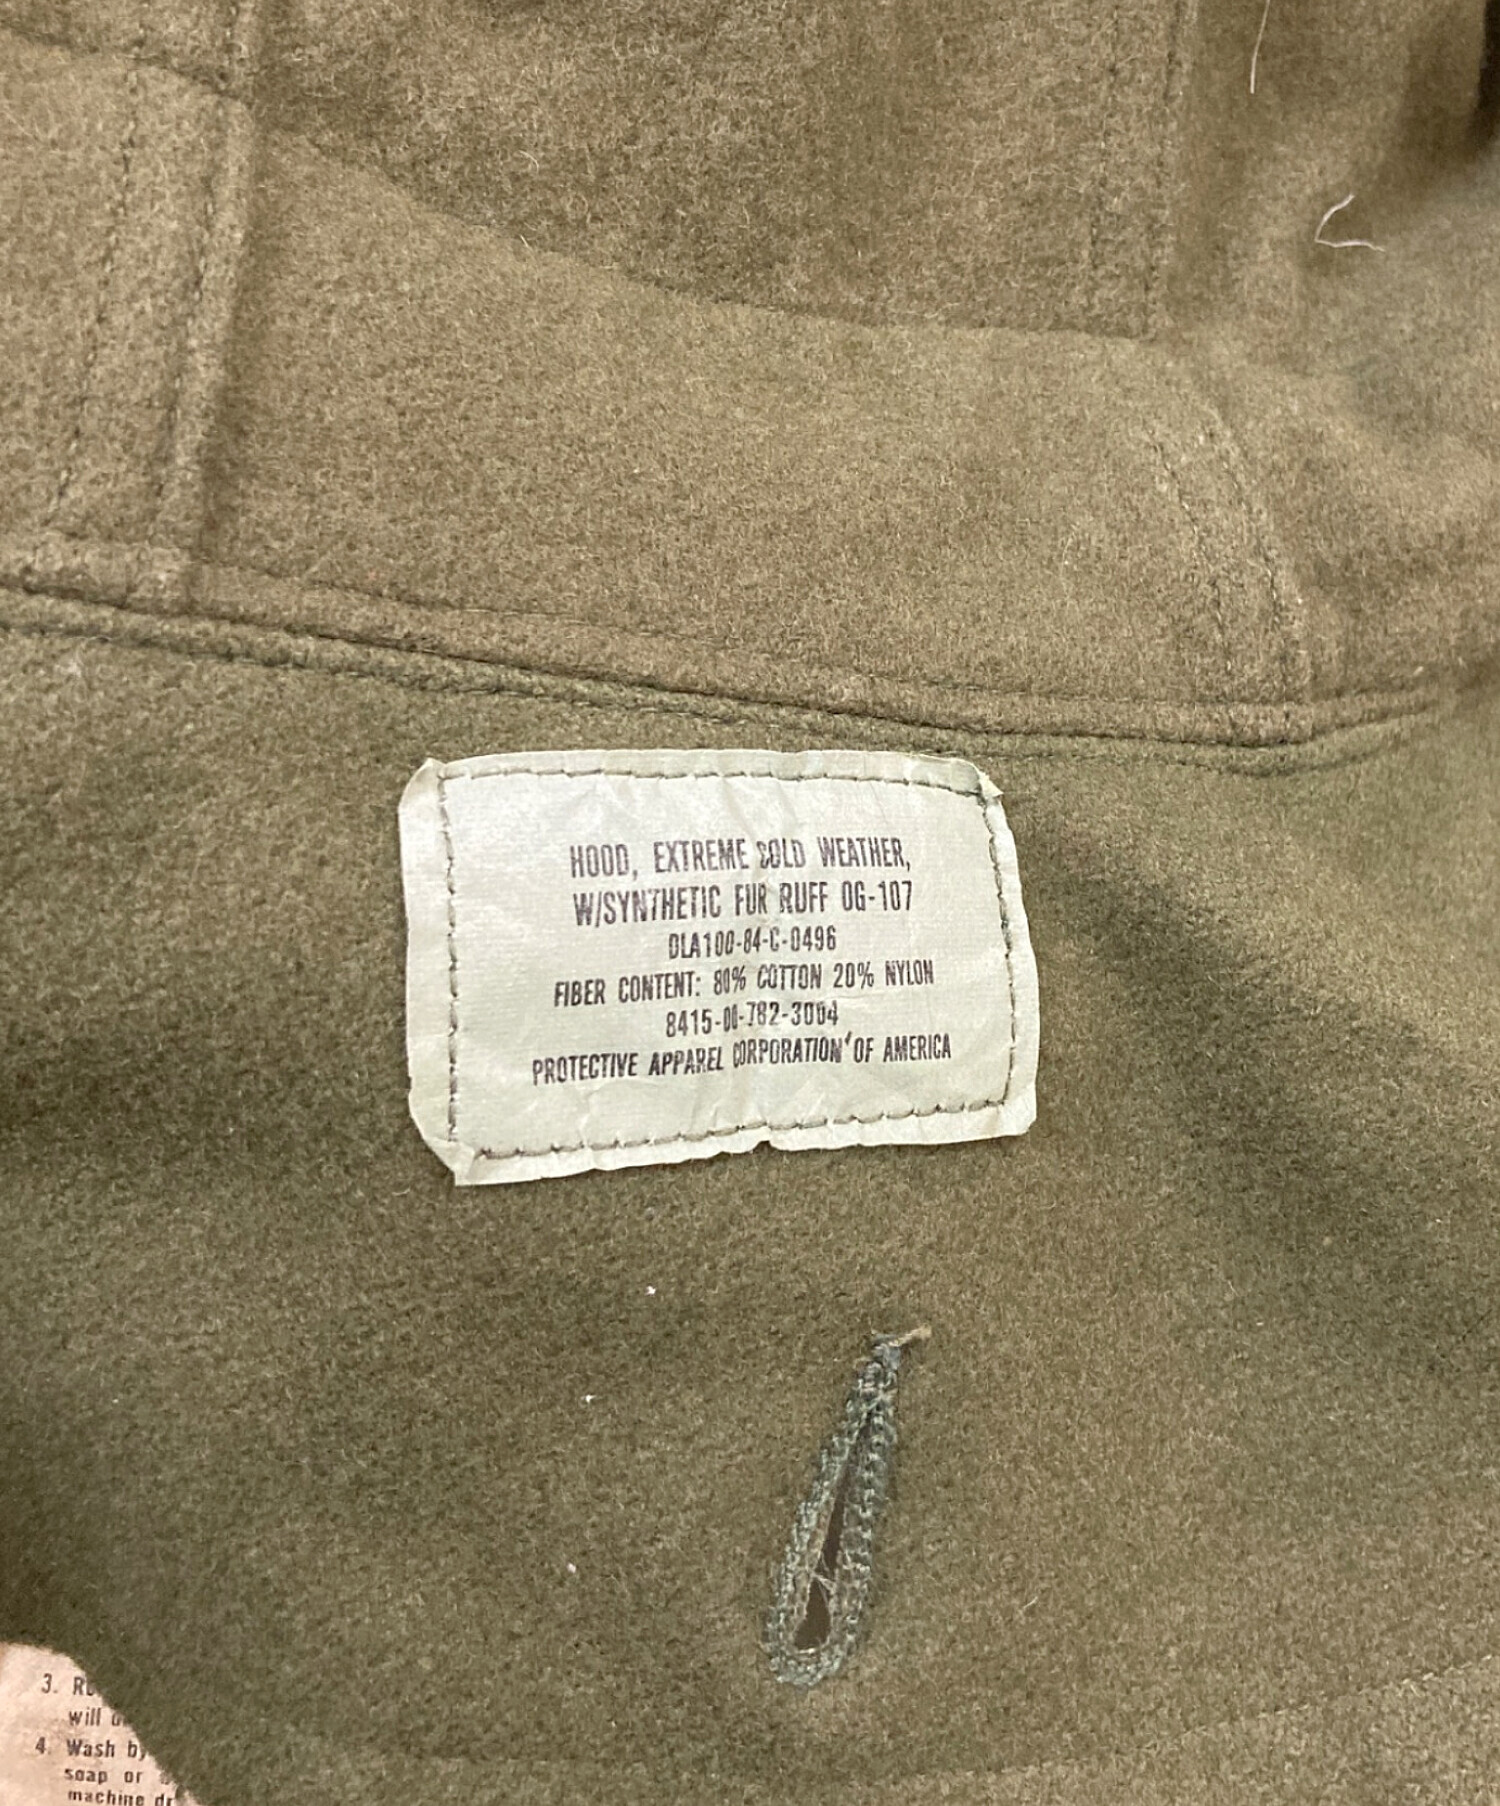 HOOD, EXTREME COLD WEATHER,
W/SYNTHETIC FUR RUFF OG-107
DLA100-84-C-0496
FIBER CONTENT: 80% COTTON 20% NYLON
8415-00-782-3004
PROTECTIVE APPAREL CORPORATION OF AMERICA
3.
will
4. Wash by
soap or
machine